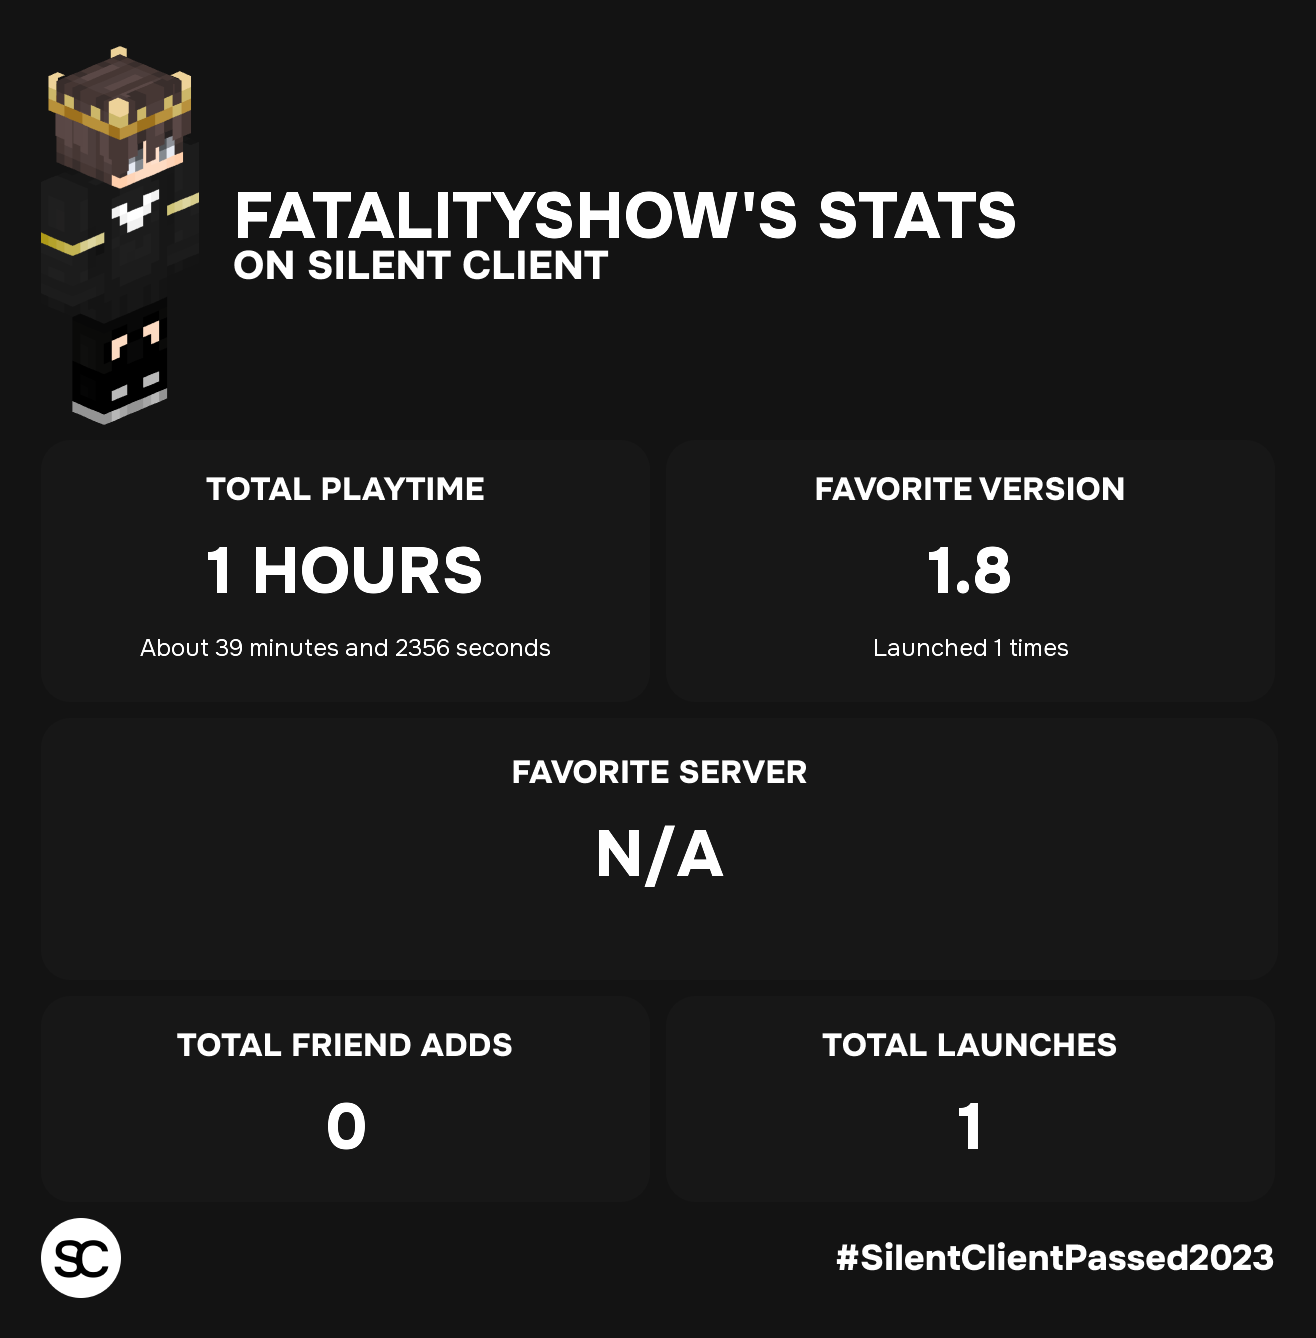 FATALITYSHOW'S STATS
ON SILENT CLIENT
TOTAL PLAYTIME
1 HOURS
About 39 minutes and 2356 seconds
FAVORITE VERSION
1.8
Launched 1 times
FAVORITE SERVER
N/A
TOTAL FRIEND ADDS
0
TOTAL LAUNCHES
1
SC
#SilentClientPassed2023